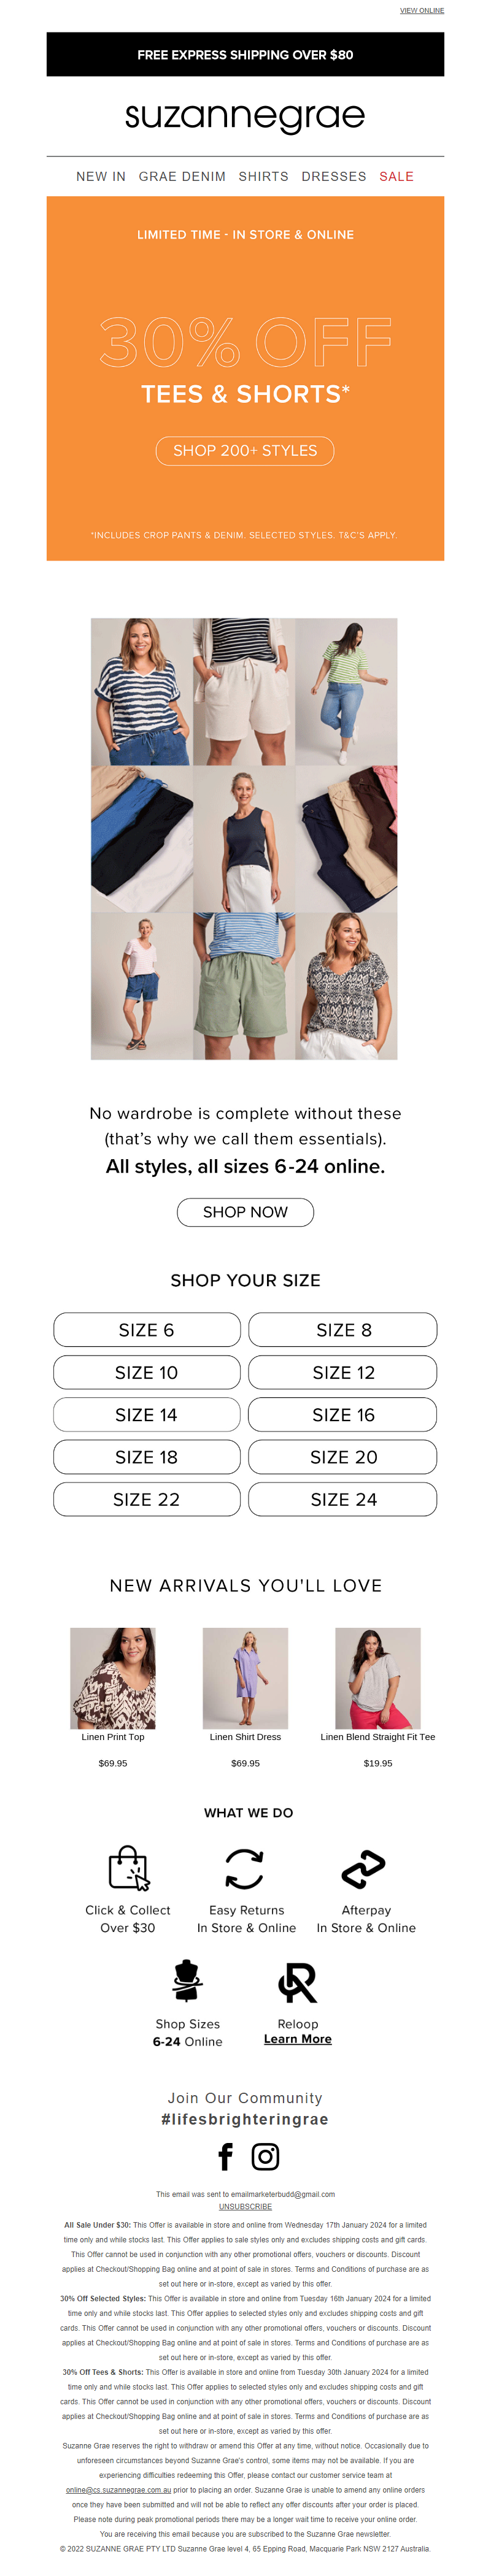 VIEW ONLINE
FREE EXPRESS SHIPPING OVER $80
suzannegrae
NEW IN GRAE DENIM SHIRTS DRESSES SALE
LIMITED TIME - IN STORE & ONLINE
30% OFF
TEES & SHORTS*
SHOP 200+ STYLES
*INCLUDES CROP PANTS & DENIM. SELECTED STYLES. T&C'S APPLY.
No wardrobe is complete without these
(that's why we call them essentials).
All styles, all sizes 6-24 online.
SHOP NOW
SHOP YOUR SIZE
SIZE 6 SIZE 8
SIZE 10 SIZE 12
SIZE 14 SIZE 16
SIZE 18 SIZE 20
SIZE 22 SIZE 24
NEW ARRIVALS YOU'LL LOVE
Linen Print Top Linen Shirt Dress Linen Blend Straight Fit Tee
$69.95 $69.95 $19.95
WHAT WE DO
Click & Collect Easy Returns Afterpay
Over $30 In Store & Online In Store & Online
Shop Sizes Reloop
6-24 Online Learn More
Join Our Community
#lifesbrighteringrae
This email was sent to emailmarketerbudd@gmail.com
UNSUBSCRIBE
All Sale Under $30: This Offer is available in store and online from Wednesday 17th January 2024 for a limited
time only and while stocks last. This Offer applies to sale styles only and excludes shipping costs and gift cards.
This Offer cannot be used in conjunction with any other promotional offers, vouchers or discounts. Discount
applies at Checkout/Shopping Bag online and at point of sale in stores. Terms and Conditions of purchase are as
set out here or in-store, except as varied by this offer.
30% Off Selected Styles: This Offer is available in store and online from Tuesday 16th January 2024 for a limited
time only and while stocks last. This Offer applies to selected styles only and excludes shipping costs and gift
cards. This Offer cannot be used in conjunction with any other promotional offers, vouchers or discounts. Discount
applies at Checkout/Shopping Bag online and at point of sale in stores. Terms and Conditions of purchase are as
set out here or in-store, except as varied by this offer.
30% Off Tees & Shorts: This Offer is available in store and online from Tuesday 30th January 2024 for a limited
time only and while stocks last. This Offer applies to selected styles only and excludes shipping costs and gift
cards. This Offer cannot be used in conjunction with any other promotional offers, vouchers or discounts. Discount
applies at Checkout/Shopping Bag online and at point of sale in stores. Terms and Conditions of purchase are as
set out here or in-store, except as varied by this offer.
Suzanne Grae reserves the right to withdraw or amend this Offer at any time, without notice. Occasionally due to
unforeseen circumstances beyond Suzanne Grae's control, some items may not be available. If you are
experiencing difficulties redeeming this Offer, please contact our customer service team at
online@cs.suzannegrae.com.au prior to placing an order. Suzanne Grae is unable to amend any online orders
once they have been submitted and will not be able to reflect any offer discounts after your order is placed.
Please note during peak promotional periods there may be a longer wait time to receive your online order.
You are receiving this email because you are subscribed to the Suzanne Grae newsletter.
© 2022 SUZANNE GRAE PTY LTD Suzanne Grae level 4, 65 Epping Road, Macquarie Park NSW 2127 Australia.